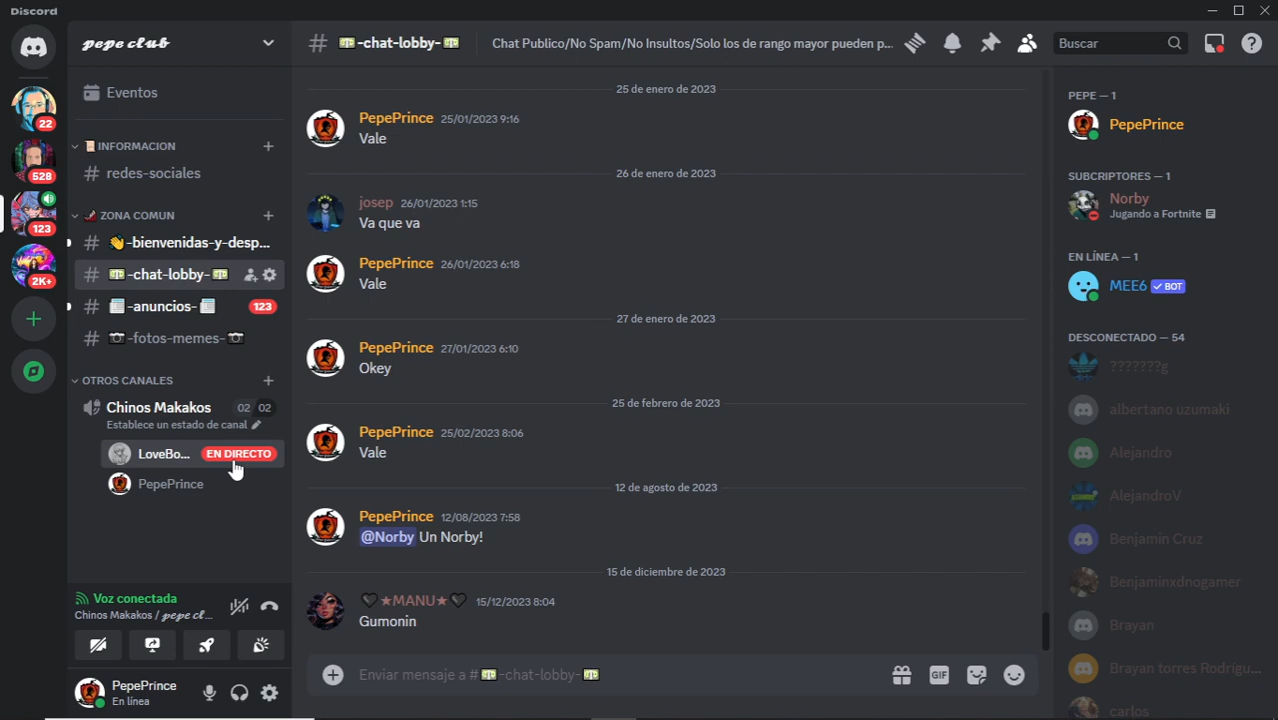 Discord
22
528
123
2K+
𝓹𝓮𝓹𝓮 𝓬𝓵𝓾𝓫
Eventos
INFORMACION
# redes-sociales
ZONA COMUN
# 👋-bienvenidas-y-desp...
# 💵-chat-lobby-💵
# 📰-anuncios-📰 123
# 📷-fotos-memes-📷
OTROS CANALES
Chinos Makakos 02 02
Establece un estado de canal
LoveBo... EN DIRECTO
PepePrince
Voz conectada
Chinos Makakos / 𝓹𝓮𝓹𝓮 𝓬𝓵...
PepePrince
En línea
# 💵-chat-lobby-💵 Chat Publico/No Spam/No Insultos/Solo los de rango mayor pueden p...
Buscar
25 de enero de 2023
PepePrince 25/01/2023 9:16
Vale
26 de enero de 2023
josep 26/01/2023 1:15
Va que va
PepePrince 26/01/2023 6:18
Vale
27 de enero de 2023
PepePrince 27/01/2023 6:10
Okey
25 de febrero de 2023
PepePrince 25/02/2023 8:06
Vale
12 de agosto de 2023
PepePrince 12/08/2023 7:58
@Norby Un Norby!
15 de diciembre de 2023
🖤★MANU★🖤 15/12/2023 8:04
Gumonin
Enviar mensaje a #💵-chat-lobby-💵
GIF
PEPE — 1
PepePrince
SUBCRIPTORES — 1
Norby
Jugando a Fortnite
EN LÍNEA — 1
MEE6 ✓ BOT
DESCONECTADO — 54
???????g
albertano uzumaki
Alejandro
AlejandroV
Benjamín Cruz
Benjaminxdnogamer
Brayan
Brayan torres Rodrigu...
carlos